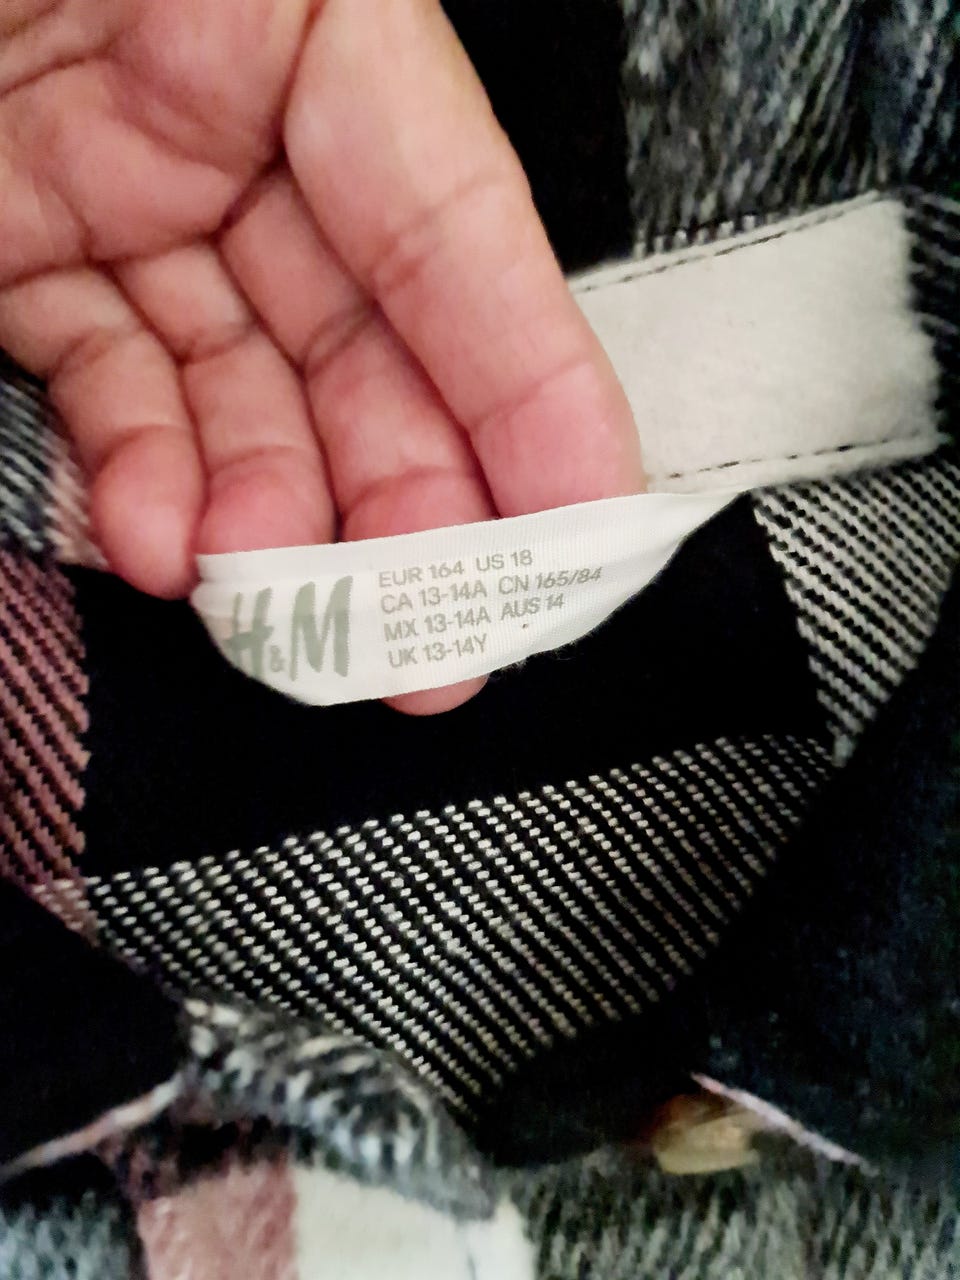 H&M
EUR 164 US 18
CA 13-14A CN 165/84
MX 13-14A AUS 14
UK 13-14Y